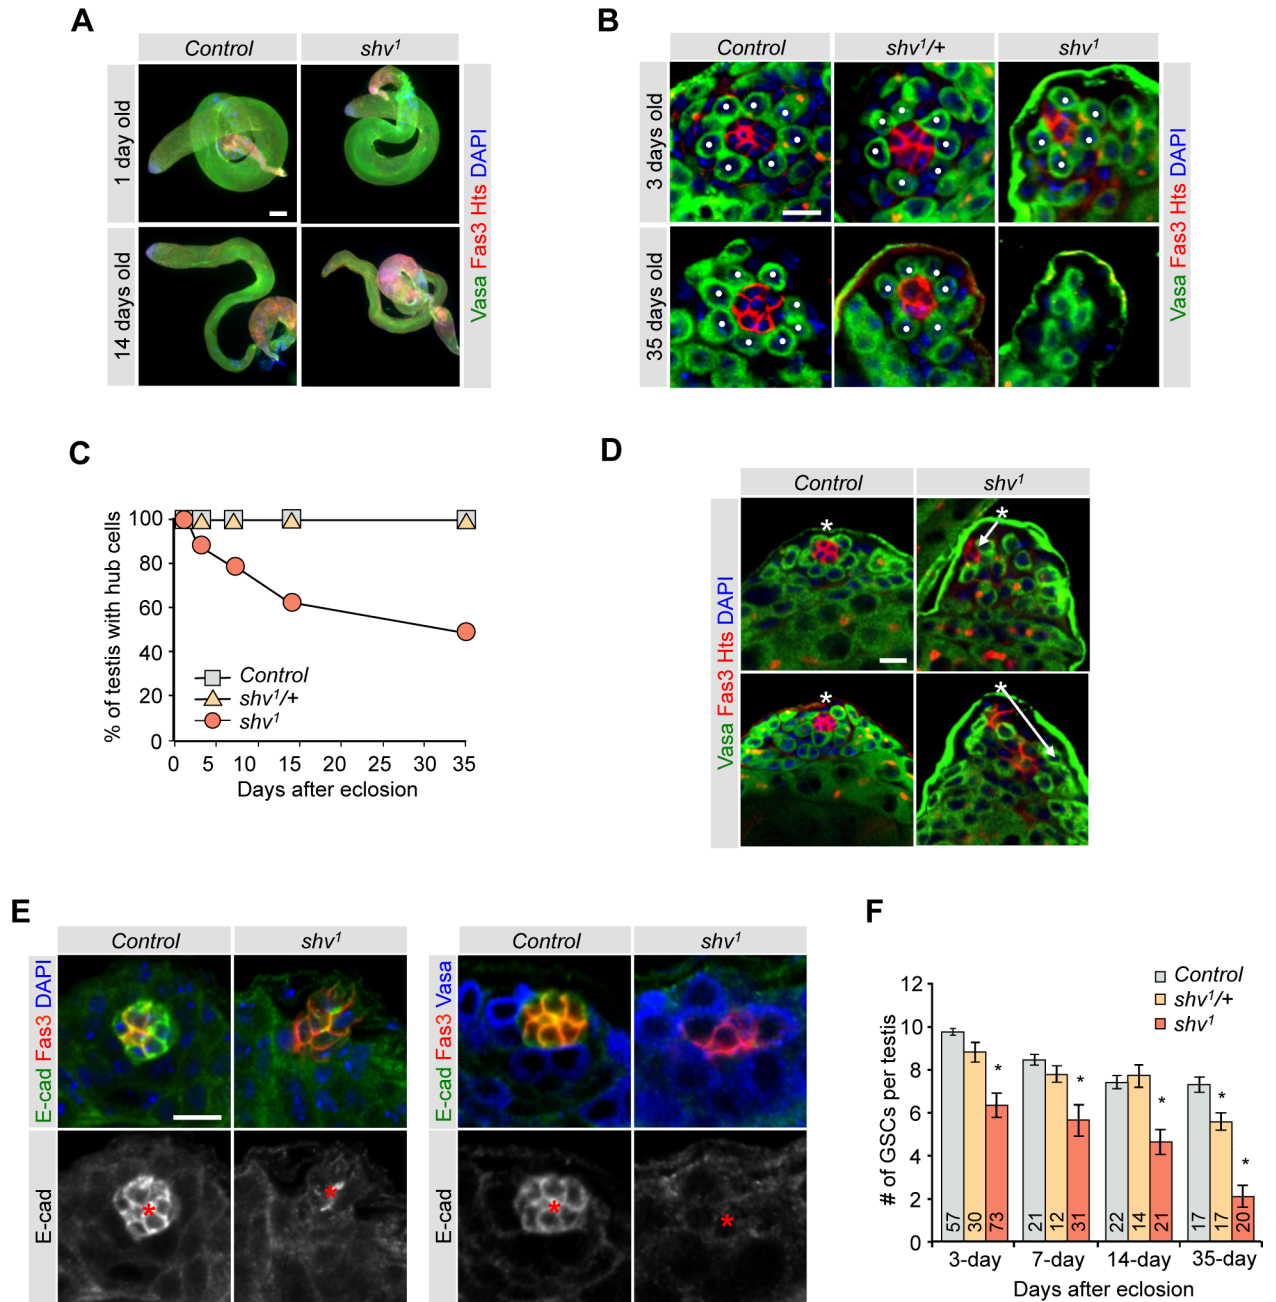 A
Control shv¹
1 day old
14 days old
Vasa Fas3 Hts DAPI
B
Control shv¹/+ shv¹
3 days old
35 days old
Vasa Fas3 Hts DAPI
C
% of testis with hub cells
100
80
60
40
20
0
0 5 10 15 20 25 30 35
Days after eclosion
Control
shv¹/+
shv¹
D
Control shv¹
Vasa Fas3 Hts DAPI
*
*
*
*
E
Control shv¹
E-cad Fas3 DAPI
E-cad
* *
Control shv¹
E-cad Fas3 Vasa
E-cad
* *
F
# of GSCs per testis
12
10
8
6
4
2
0
Control
shv¹/+
shv¹
* * * * *
57 30 73 21 12 31 22 14 21 17 17 20
3-day 7-day 14-day 35-day
Days after eclosion